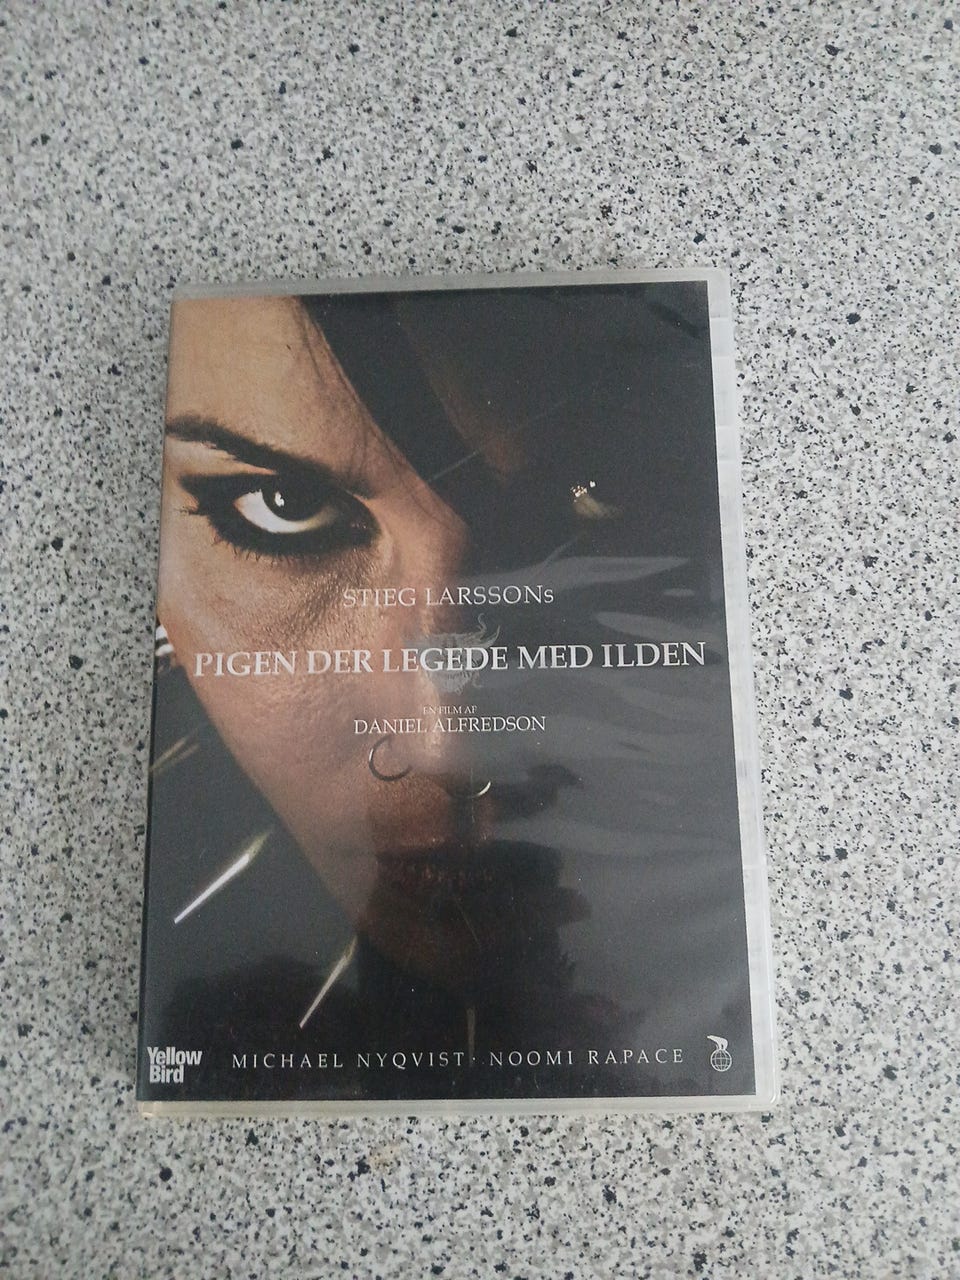 STIEG LARSSONs
PIGEN DER LEGEDE MED ILDEN
EN FILM AF
DANIEL ALFREDSON
Yellow
Bird
MICHAEL NYQVIST · NOOMI RAPACE